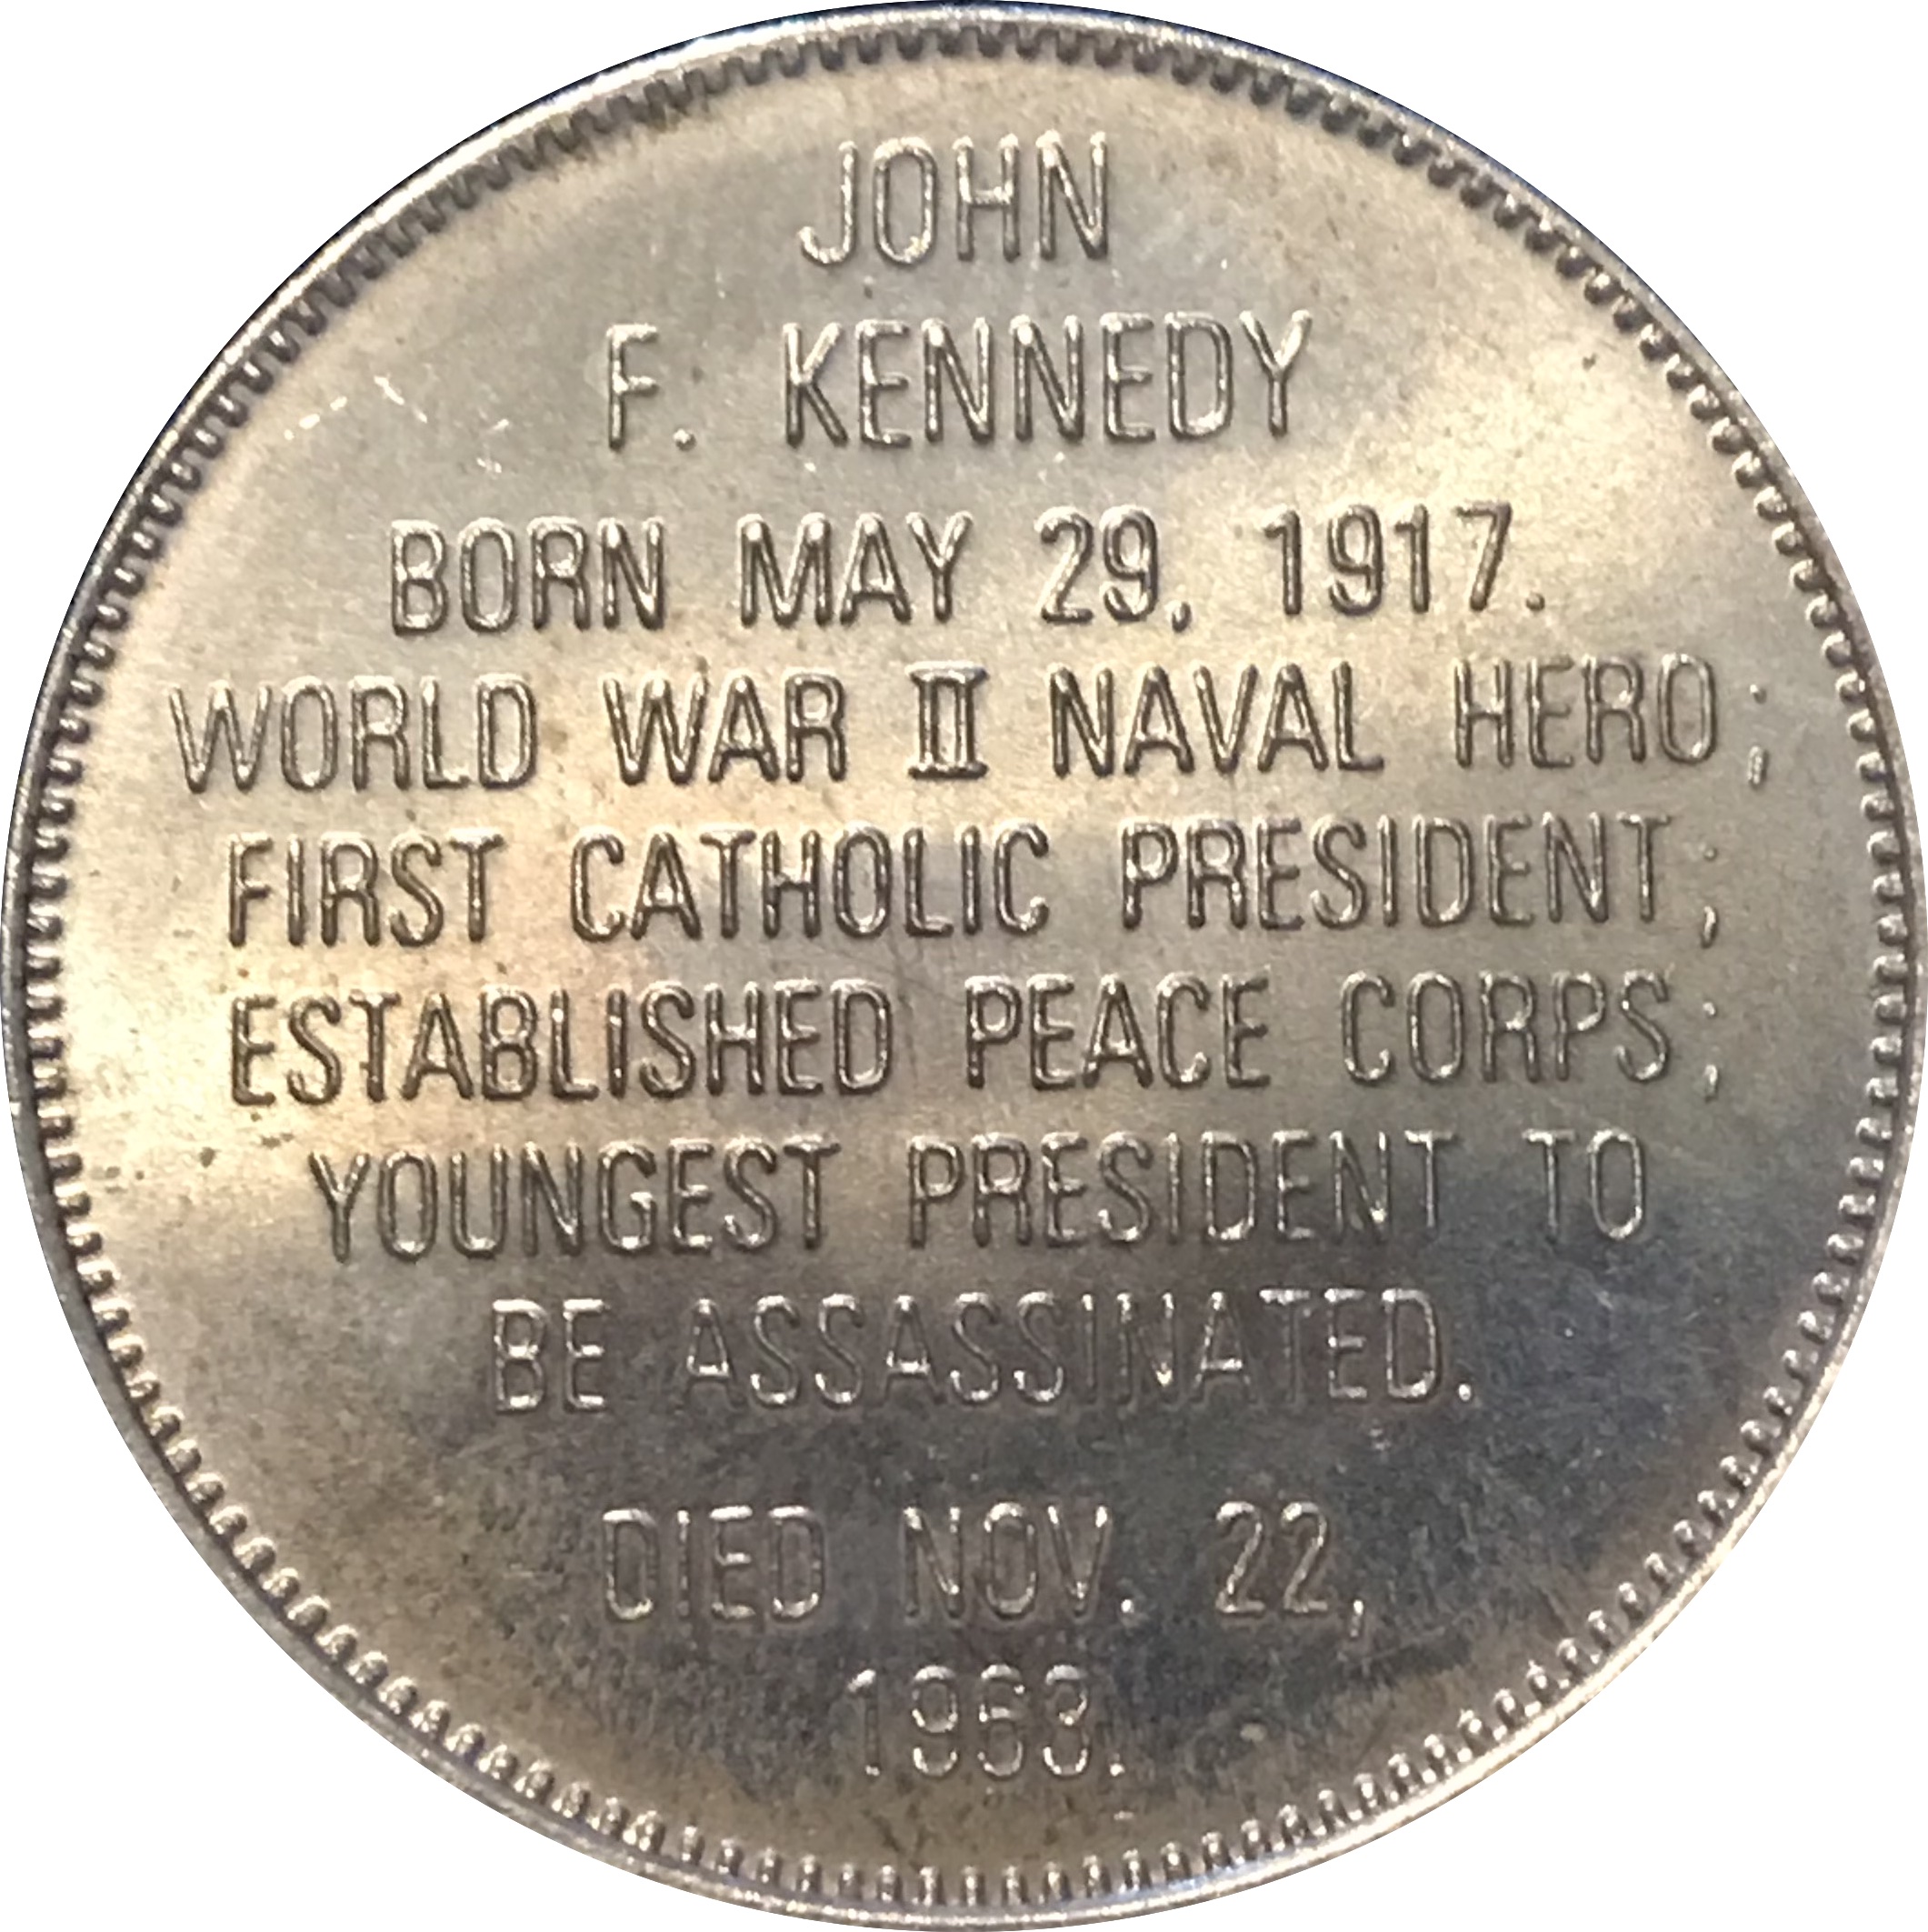 JOHN
F. KENNEDY
BORN MAY 29, 1917.
WORLD WAR II NAVAL HERO;
FIRST CATHOLIC PRESIDENT;
ESTABLISHED PEACE CORPS;
YOUNGEST PRESIDENT TO
BE ASSASSINATED.
DIED NOV. 22,
1963.